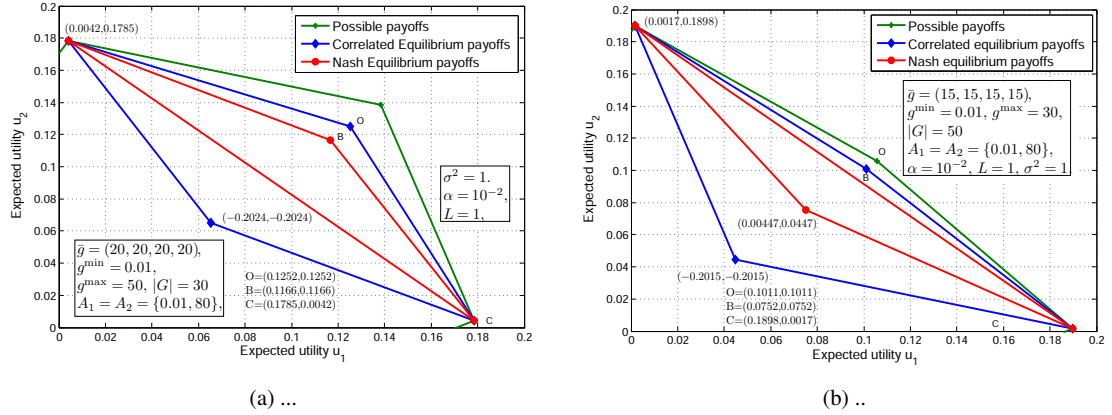 (0.0042,0.1785)
Possible payoffs
Correlated Equilibrium payoffs
Nash Equilibrium payoffs
0.2
0.18
0.16
0.14
0.12
0.1
0.08
0.06
0.04
0.02
0
Expected utility u_2
O
B
σ² = 1.
α = 10⁻²,
L = 1,
(−0.2024,−0.2024)
ḡ = (20, 20, 20, 20),
g^min = 0.01,
g^max = 50, |G| = 30
A₁ = A₂ = {0.01, 80},
O=(0.1252,0.1252)
B=(0.1166,0.1166)
C=(0.1785,0.0042)
C
0 0.02 0.04 0.06 0.08 0.1 0.12 0.14 0.16 0.18 0.2
Expected utility u_1
(a) ...
(0.0017,0.1898)
Possible payoffs
Correlated equilibrium payoffs
Nash equilibrium payoffs
0.2
0.18
0.16
0.14
0.12
0.1
0.08
0.06
0.04
0.02
0
Expected utility u_2
ḡ = (15, 15, 15, 15),
g^min = 0.01, g^max = 30,
|G| = 50
A₁ = A₂ = {0.01, 80},
α = 10⁻², L = 1, σ² = 1.
O
B
(0.00447,0.0447)
(−0.2015,−0.2015)
O=(0.1011,0.1011)
B=(0.0752,0.0752)
C=(0.1898,0.0017)
C
0 0.02 0.04 0.06 0.08 0.1 0.12 0.14 0.16 0.18 0.2
Expected utility u_1
(b) ..